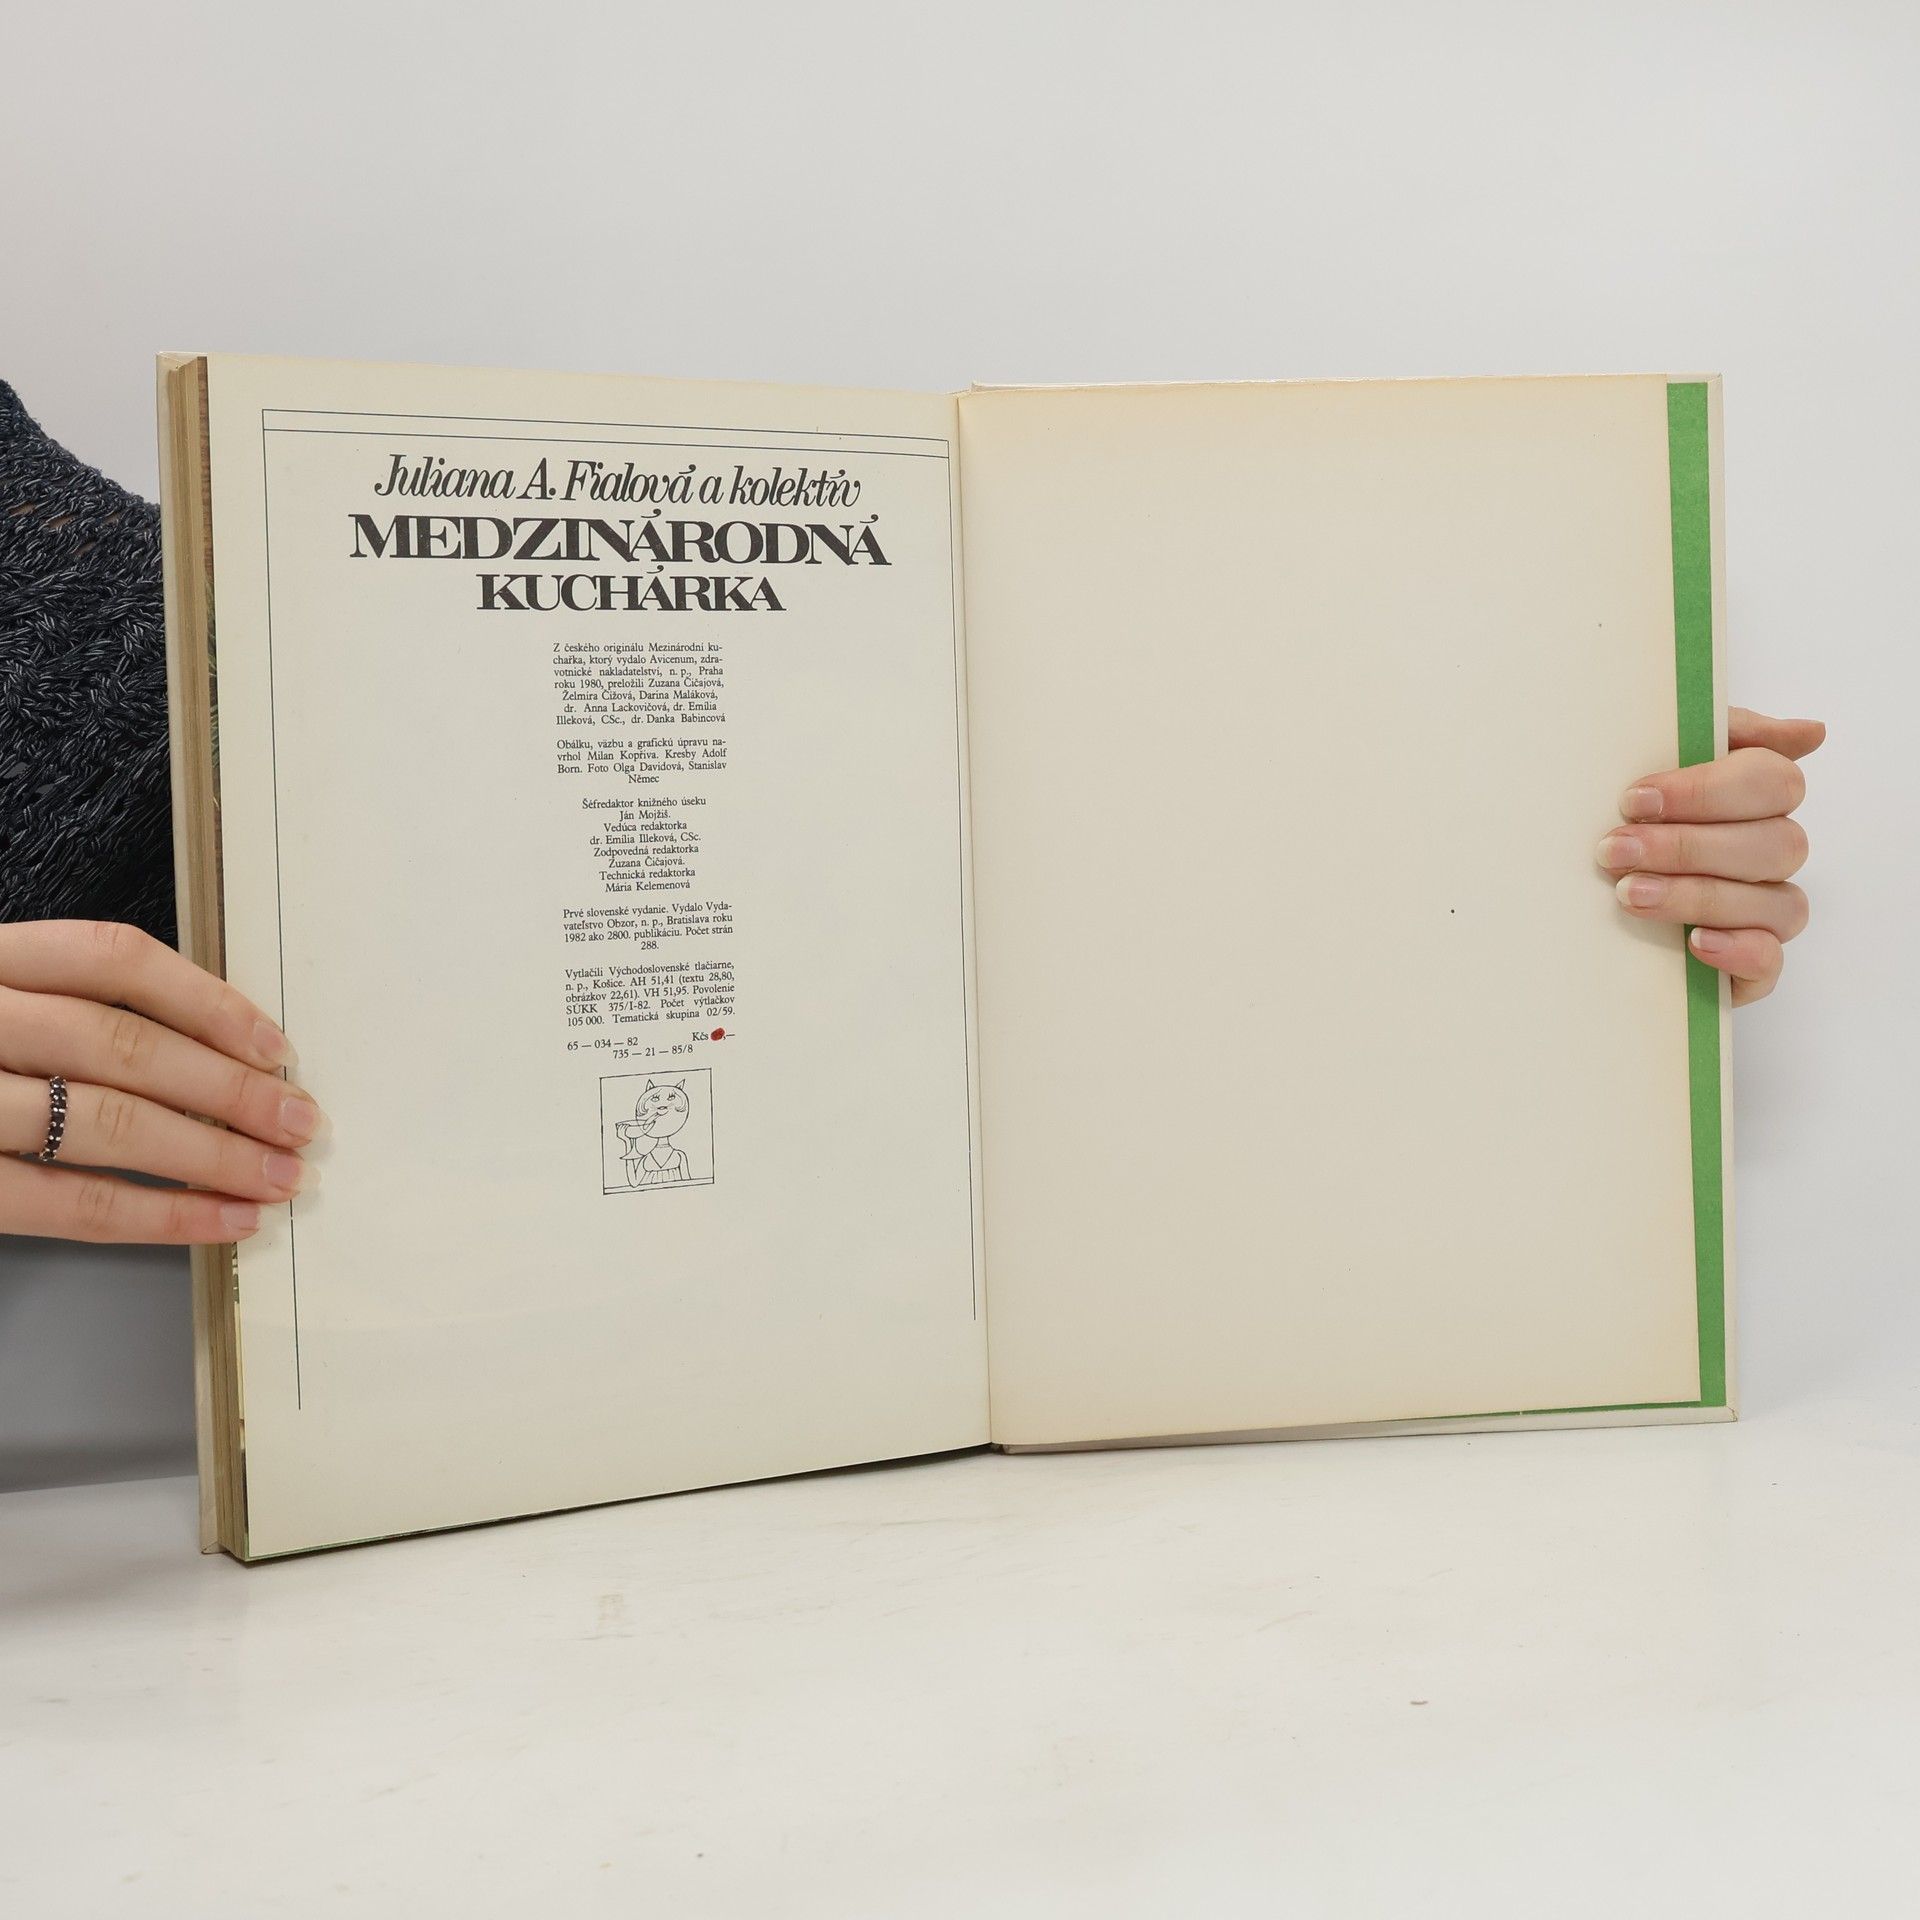 Juliana A. Fialová a kolektív
MEDZINÁRODNÁ
KUCHÁRKA
Z českého originálu Mezinárodní ku-
chařka, ktorý vydalo Avicenum, zdra-
votnické nakladatelství, n. p., Praha
roku 1980, preložili Zuzana Čičajová,
Želmíra Čížová, Darina Maláková,
dr. Anna Lackovičová, dr. Emília
Illeková, CSc., dr. Danka Babincová
Obálku, väzbu a grafickú úpravu na-
vrhol Milan Kopřiva. Kresby Adolf
Born. Foto Olga Davidová, Stanislav
Němec
Šéfredaktor knižného úseku
Ján Mojžiš.
Vedúca redaktorka
dr. Emília Illeková, CSc.
Zodpovedná redaktorka
Zuzana Čičajová.
Technická redaktorka
Mária Kelemenová
Prvé slovenské vydanie. Vydalo Vyda-
vateľstvo Obzor, n. p., Bratislava roku
1982 ako 2800. publikáciu. Počet strán
288.
Vytlačili Východoslovenské tlačiarne,
n. p., Košice. AH 51,41 (textu 28,80,
obrázkov 22,61). VH 51,95. Povolenie
SÚKK 375/I-82. Počet výtlačkov
105 000. Tematická skupina 02/59.
65 — 034 — 82 Kčs ,—
735 — 21 — 85/8